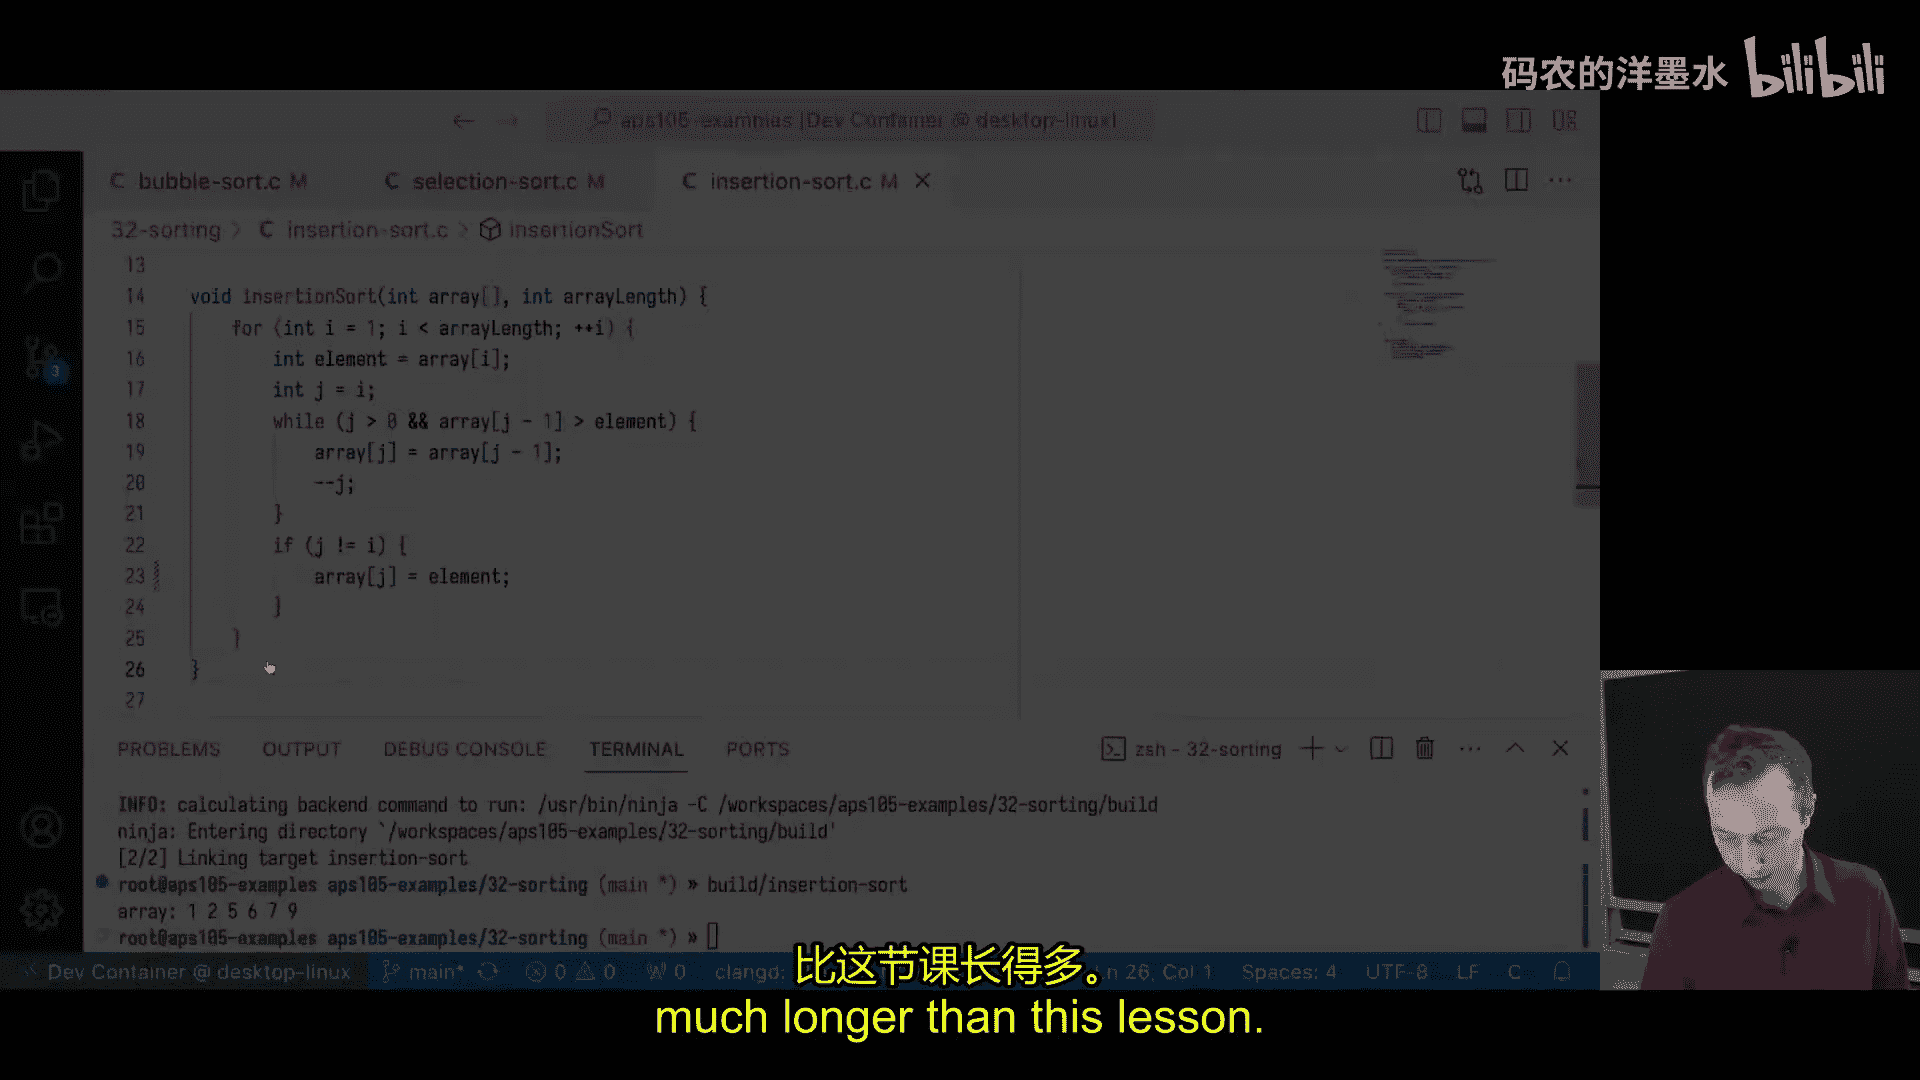 码农的洋墨水 bilibili
aps105-examples [Dev Container @ desktop-linux]
C bubble-sort.c M C selection-sort.c M C insertion-sort.c M
32-sorting > C insertion-sort.c > insertionSort
13
14 void insertionSort(int array[], int arrayLength) {
15 for (int i = 1; i < arrayLength; ++i) {
16 int element = array[i];
17 int j = i;
18 while (j > 0 && array[j - 1] > element) {
19 array[j] = array[j - 1];
20 --j;
21 }
22 if (j != i) {
23 array[j] = element;
24 }
25 }
26 }
27
3
PROBLEMS OUTPUT DEBUG CONSOLE TERMINAL PORTS zsh - 32-sorting
INFO: calculating backend command to run: /usr/bin/ninja -C /workspaces/aps105-examples/32-sorting/build
ninja: Entering directory `/workspaces/aps105-examples/32-sorting/build'
[2/2] Linking target insertion-sort
root@aps105-examples aps105-examples/32-sorting (main *) » build/insertion-sort
array: 1 2 5 6 7 9
root@aps105-examples aps105-examples/32-sorting (main *) »
Dev Container @ desktop-linux main* 0 0 0 clangd: Ln 26, Col 1 Spaces: 4 UTF-8 LF C
比这节课长得多。
much longer than this lesson.